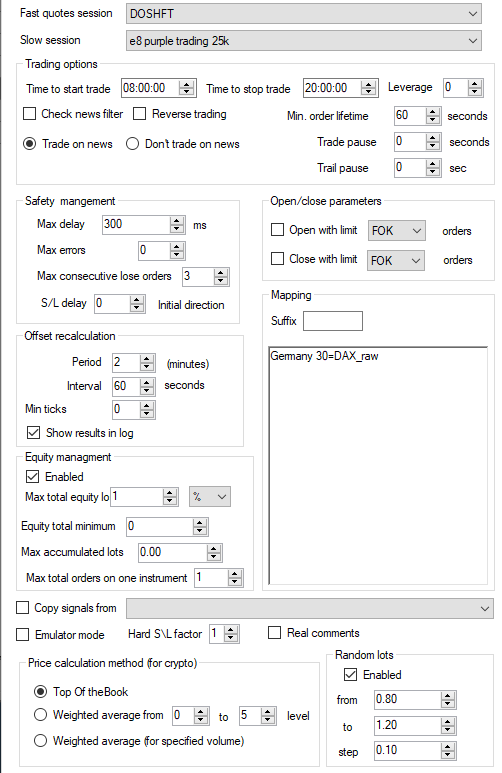 Fast quotes session DOSHFT
Slow session e8 purple trading 25k
Trading options
Time to start trade 08:00:00 Time to stop trade 20:00:00 Leverage 0
Check news filter Reverse trading Min. order lifetime 60 seconds
Trade on news Don't trade on news Trade pause 0 seconds
Trail pause 0 sec
Safety mangement
Max delay 300 ms
Max errors 0
Max consecutive lose orders 3
S/L delay 0 Initial direction
Open/close parameters
Open with limit FOK orders
Close with limit FOK orders
Mapping
Suffix
Germany 30=DAX_raw
Offset recalculation
Period 2 (minutes)
Interval 60 seconds
Min ticks 0
Show results in log
Equity managment
Enabled
Max total equity lo 1 %
Equity total minimum 0
Max accumulated lots 0.00
Max total orders on one instrument 1
Copy signals from
Emulator mode Hard S\L factor 1 Real comments
Price calculation method (for crypto)
Top Of theBook
Weighted average from 0 to 5 level
Weighted average (for specified volume)
Random lots
Enabled
from 0.80
to 1.20
step 0.10